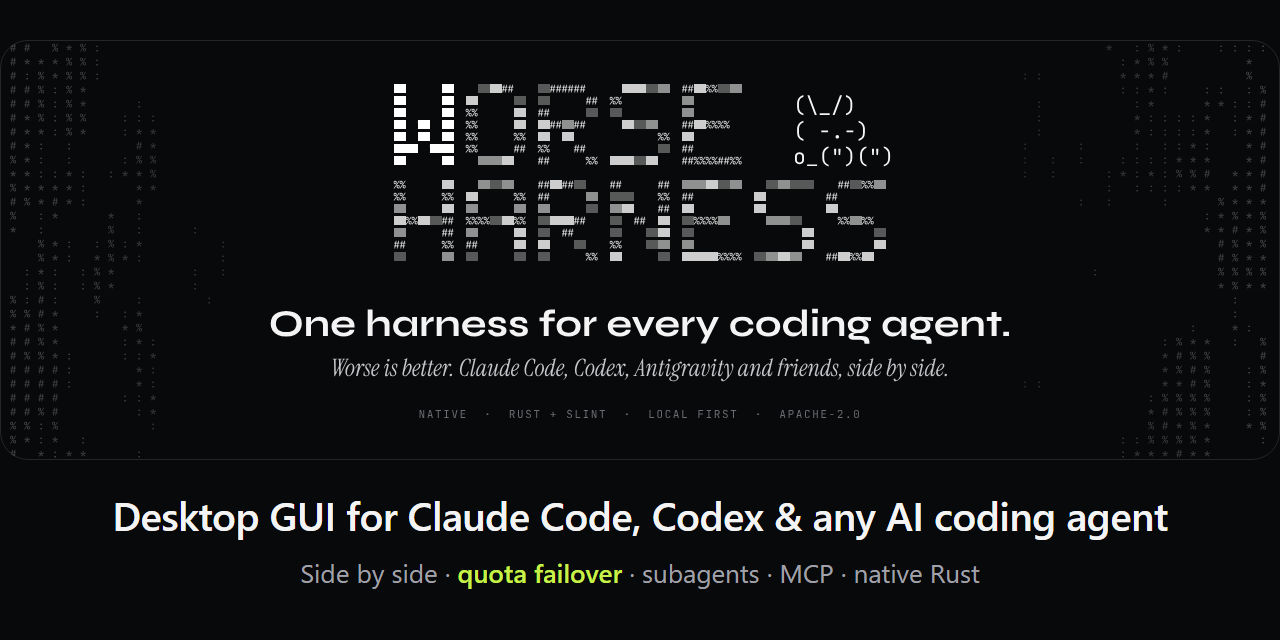 WORSE
HARNESS
(\_/)
( -.-)
o_(")(")
One harness for every coding agent.
Worse is better. Claude Code, Codex, Antigravity and friends, side by side.
NATIVE · RUST + SLINT · LOCAL FIRST · APACHE-2.0
Desktop GUI for Claude Code, Codex & any AI coding agent
Side by side · quota failover · subagents · MCP · native Rust